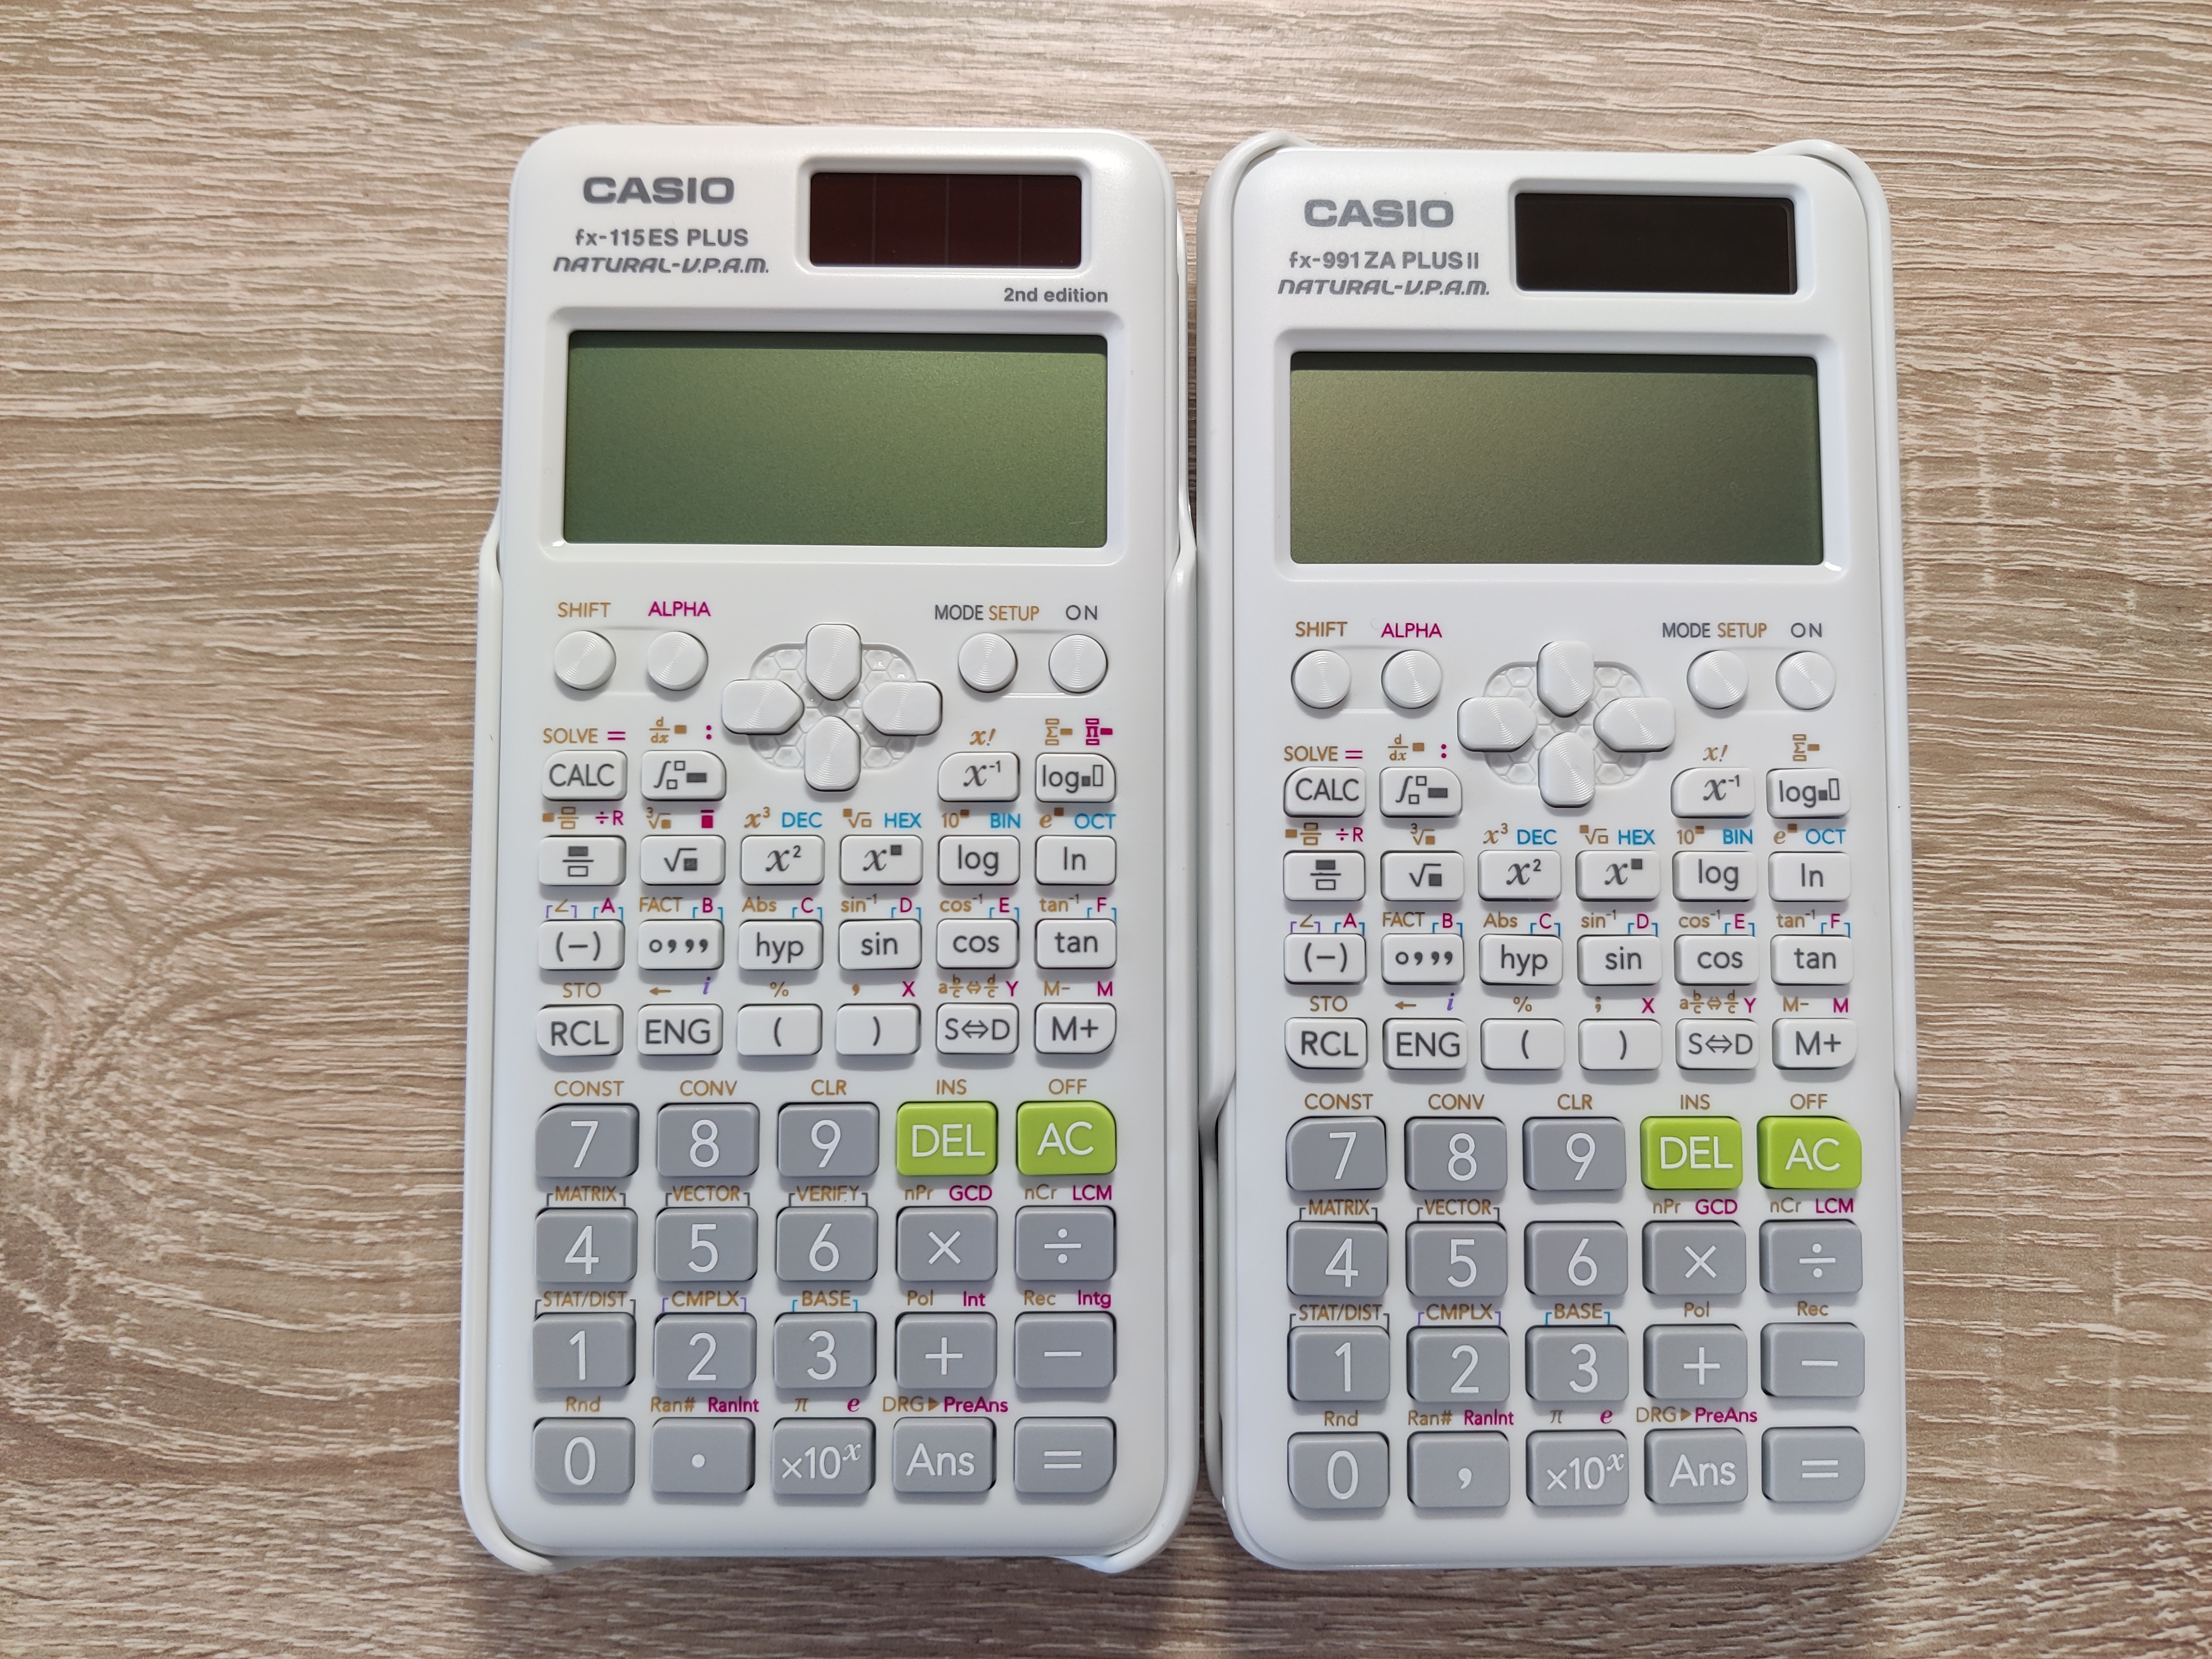 CASIO
fx-115ES PLUS
NATURAL-V.P.A.M.
2nd edition
SHIFT ALPHA MODE SETUP ON
SOLVE = d/dx ■ : x! Σ■ Π■
CALC ∫■ x⁻¹ log■□
■□/□ ÷R ³√■ x³ DEC ■√□ HEX 10■ BIN e■ OCT
■/□ √■ x² x■ log ln
∠ A FACT B Abs C sin⁻¹ D cos⁻¹ E tan⁻¹ F
(−) °,,, hyp sin cos tan
STO ← i % , X a b/c⇔d/c Y M− M
RCL ENG ( ) S⇔D M+
CONST CONV CLR INS OFF
7 8 9 DEL AC
MATRIX VECTOR VERIFY nPr GCD nCr LCM
4 5 6 × ÷
STAT/DIST CMPLX BASE Pol Int Rec Intg
1 2 3 + −
Rnd Ran# RanInt π e DRG▶ PreAns
0 • ×10ˣ Ans =
CASIO
fx-991ZA PLUS II
NATURAL-V.P.A.M.
SHIFT ALPHA MODE SETUP ON
SOLVE = d/dx ■ : x! Σ■
CALC ∫■ x⁻¹ log■□
■□/□ ÷R ³√■ x³ DEC ■√□ HEX 10■ BIN e■ OCT
■/□ √■ x² x■ log ln
∠ A FACT B Abs C sin⁻¹ D cos⁻¹ E tan⁻¹ F
(−) °,,, hyp sin cos tan
STO ← i % ; X a b/c⇔d/c Y M− M
RCL ENG ( ) S⇔D M+
CONST CONV CLR INS OFF
7 8 9 DEL AC
MATRIX VECTOR nPr GCD nCr LCM
4 5 6 × ÷
STAT/DIST CMPLX BASE Pol Rec
1 2 3 + −
Rnd Ran# RanInt π e DRG▶ PreAns
0 , ×10ˣ Ans =